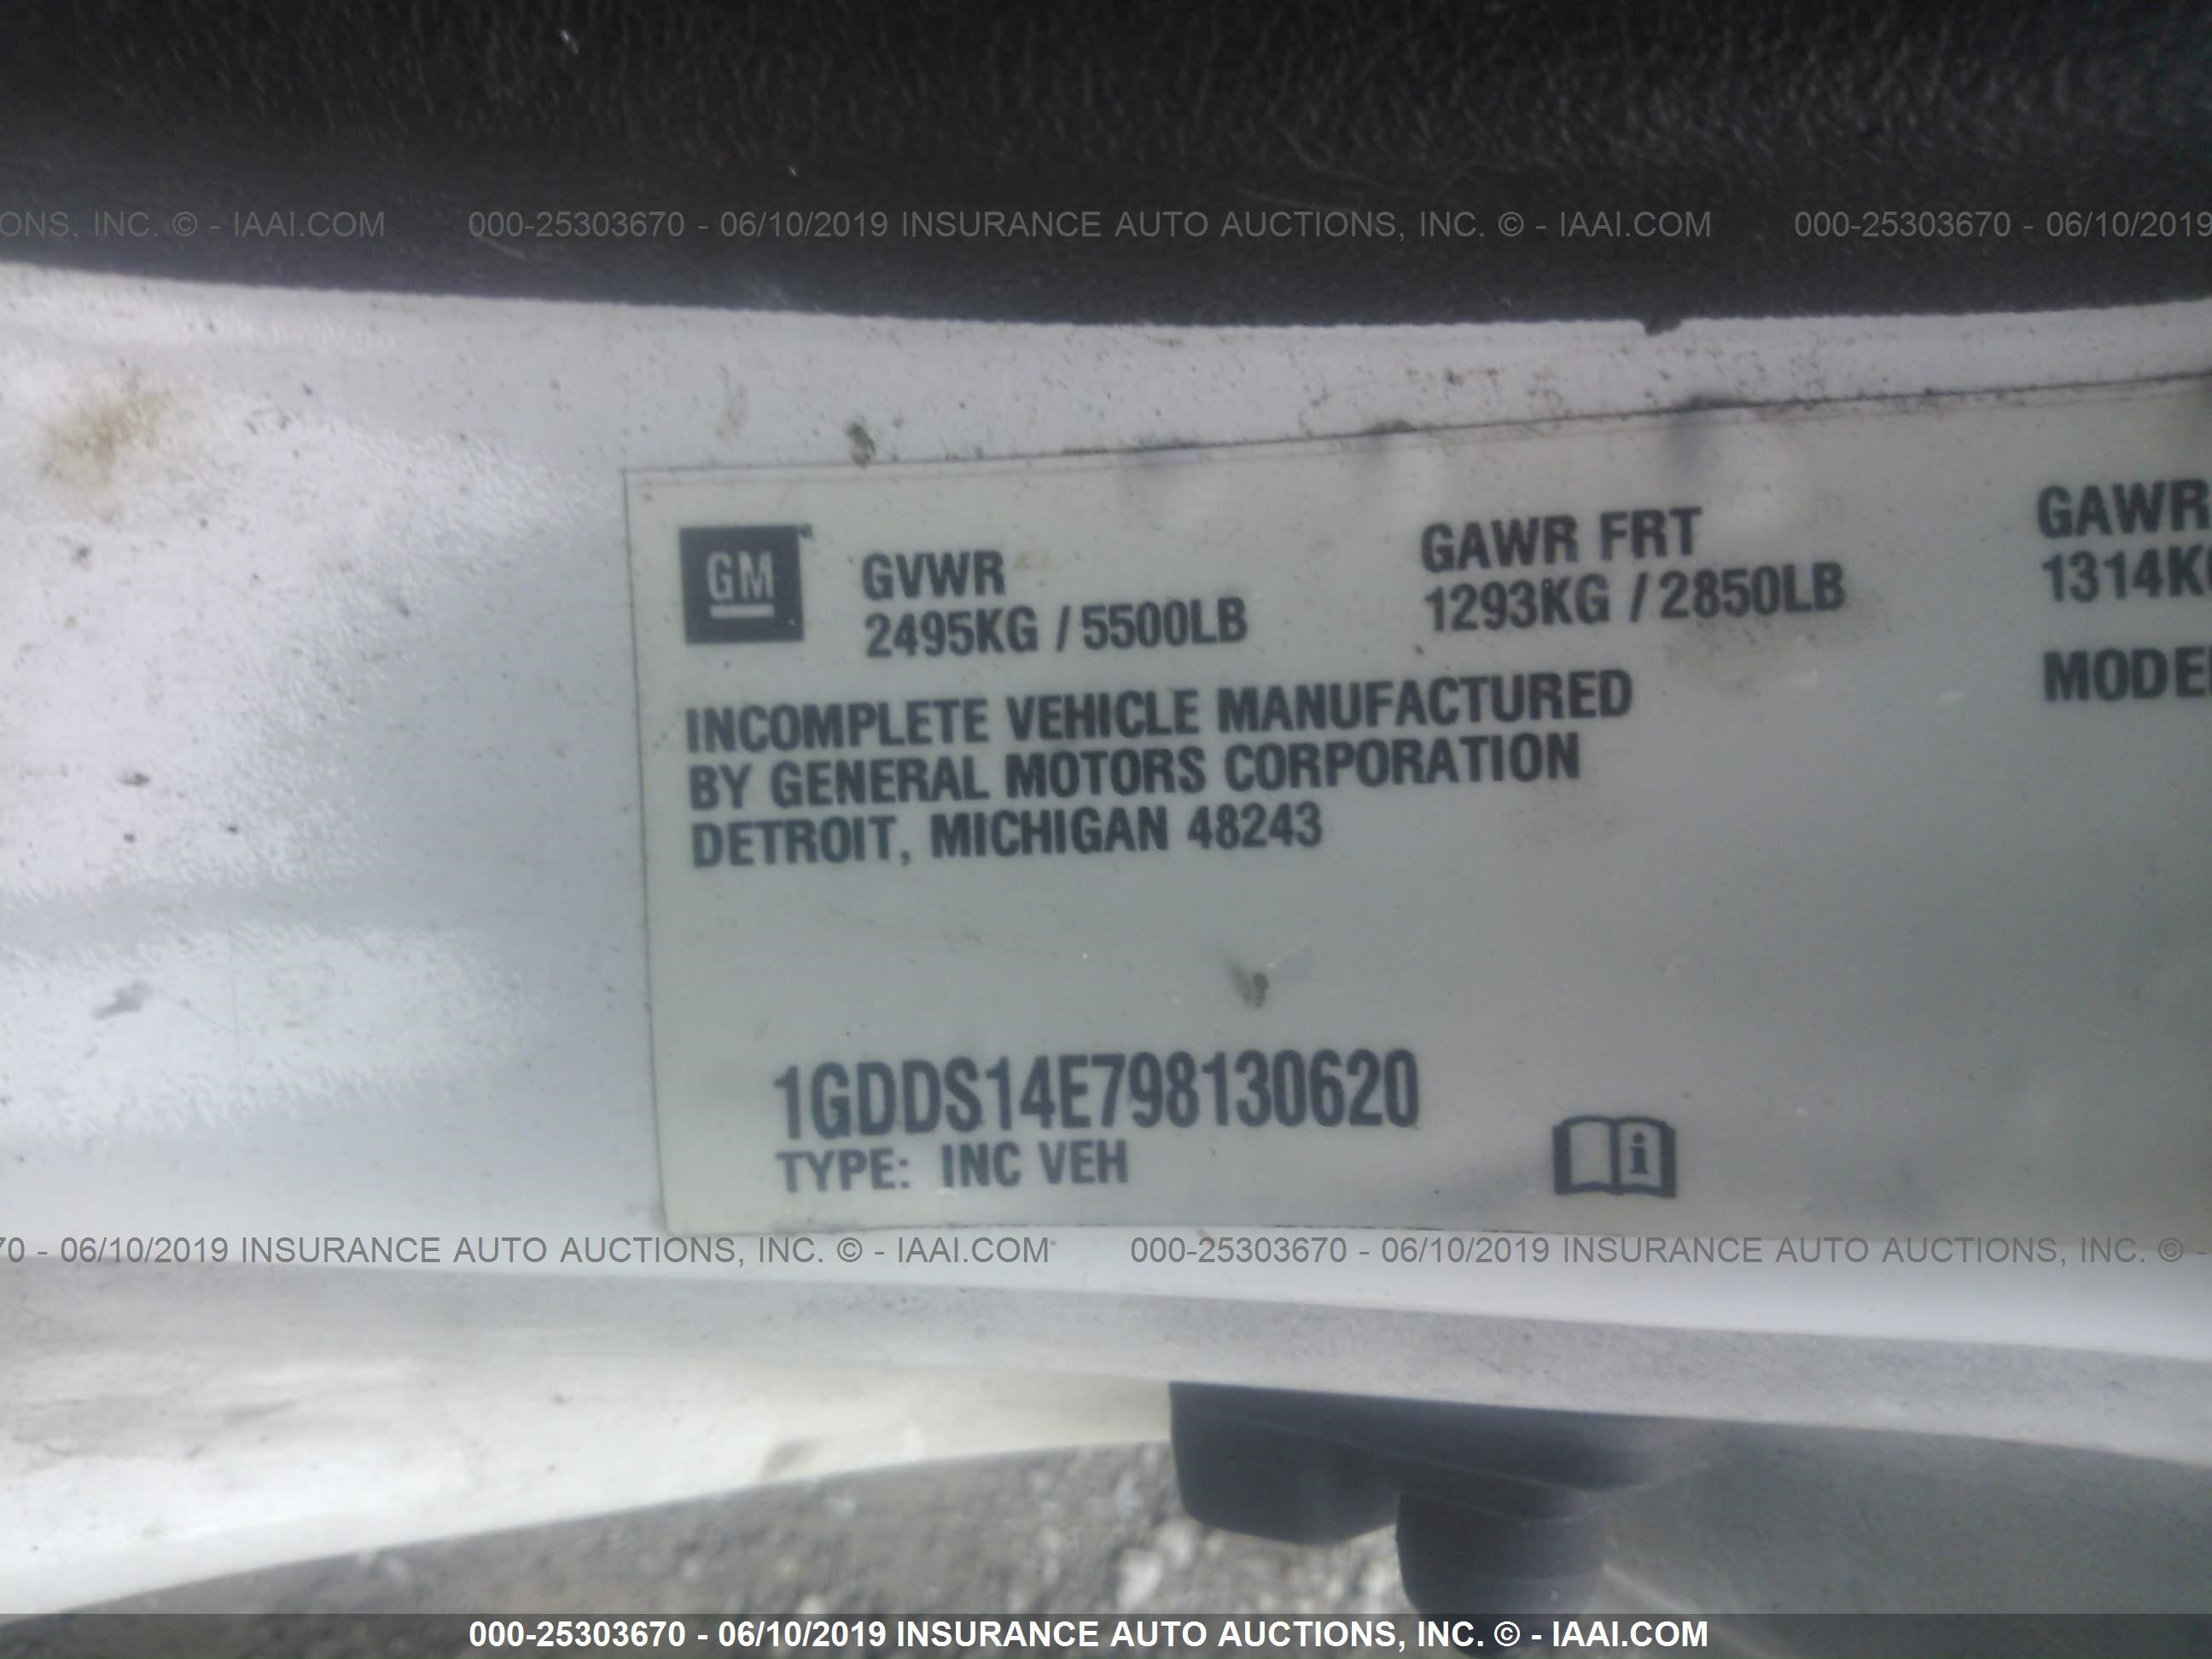 ONS, INC. © - IAAI.COM 000-25303670 - 06/10/2019 INSURANCE AUTO AUCTIONS, INC. © - IAAI.COM 000-25303670 - 06/10/2019
GM GVWR GAWR FRT GAWR
2495KG / 5500LB 1293KG / 2850LB 1314K
INCOMPLETE VEHICLE MANUFACTURED MODE
BY GENERAL MOTORS CORPORATION
DETROIT, MICHIGAN 48243
1GDDS14E798130620
TYPE: INC VEH
i
70 - 06/10/2019 INSURANCE AUTO AUCTIONS, INC. © - IAAI.COM 000-25303670 - 06/10/2019 INSURANCE AUTO AUCTIONS, INC. © -
000-25303670 - 06/10/2019 INSURANCE AUTO AUCTIONS, INC. © - IAAI.COM